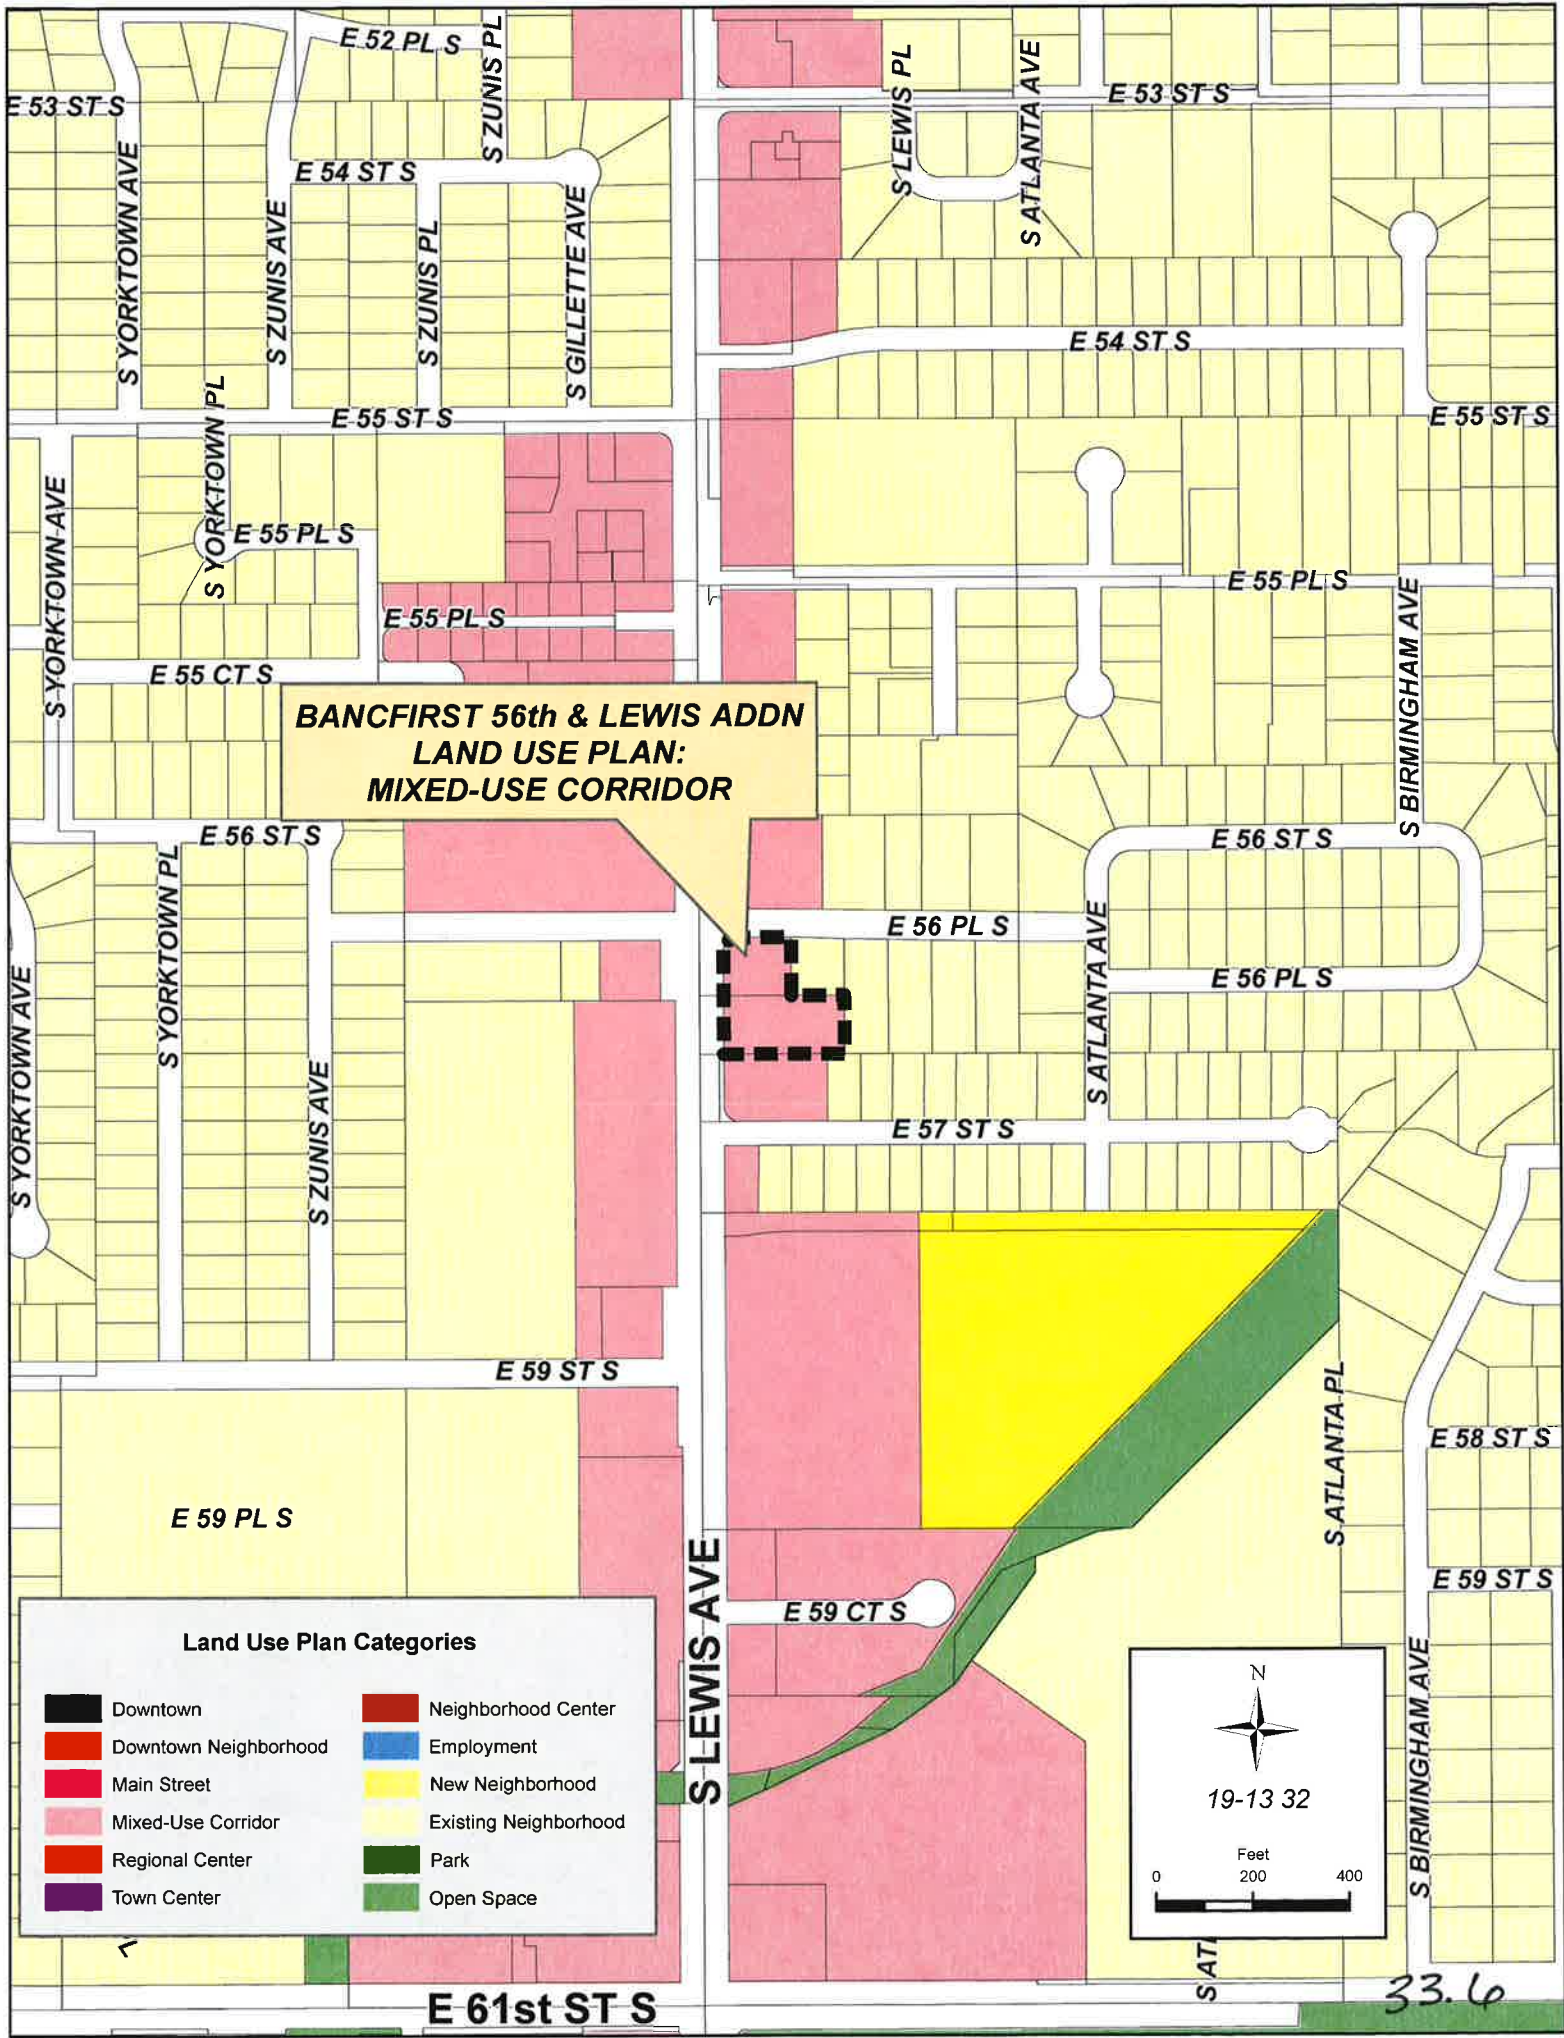 E 52 PL S
S ZUNIS PL
E 53 ST S
S LEWIS PL
S ATLANTA AVE
E 53 ST S
S YORKTOWN AVE
E 54 ST S
S ZUNIS AVE
S ZUNIS PL
S GILLETTE AVE
E 54 ST S
S YORKTOWN PL
E 55 ST S
E 55 ST S
S YORKTOWN AVE
E 55 PL S
E 55 PL S
E 55 PL S
S BIRMINGHAM AVE
E 55 CT S
BANCFIRST 56th & LEWIS ADDN
LAND USE PLAN:
MIXED-USE CORRIDOR
E 56 ST S
E 56 ST S
S YORKTOWN PL
E 56 PL S
S ATLANTA AVE
E 56 PL S
S YORKTOWN AVE
S ZUNIS AVE
E 57 ST S
E 59 ST S
S ATLANTA PL
E 58 ST S
E 59 PL S
S LEWIS AVE
E 59 ST S
E 59 CT S
S BIRMINGHAM AVE
Land Use Plan Categories
Downtown
Downtown Neighborhood
Main Street
Mixed-Use Corridor
Regional Center
Town Center
Neighborhood Center
Employment
New Neighborhood
Existing Neighborhood
Park
Open Space
N
19-13 32
Feet
0 200 400
S ATL
33.6
E 61st ST S